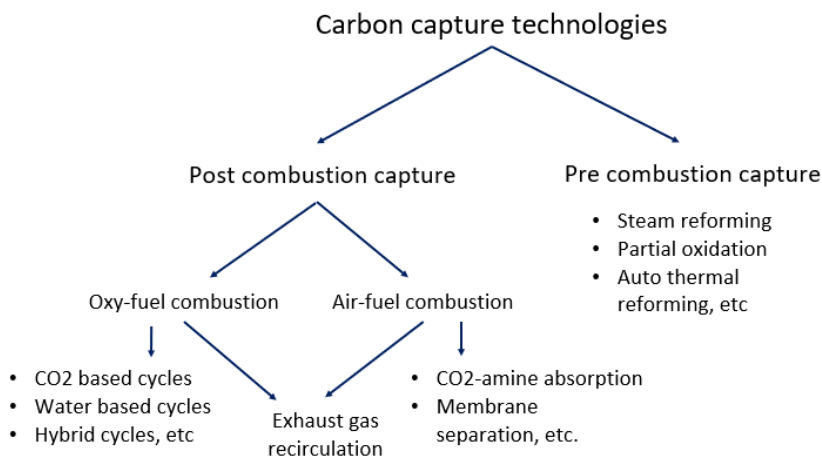 Carbon capture technologies
Post combustion capture
Pre combustion capture
• Steam reforming
• Partial oxidation
• Auto thermal
reforming, etc
Oxy-fuel combustion
Air-fuel combustion
• CO2 based cycles
• Water based cycles
• Hybrid cycles, etc
Exhaust gas
recirculation
• CO2-amine absorption
• Membrane
separation, etc.